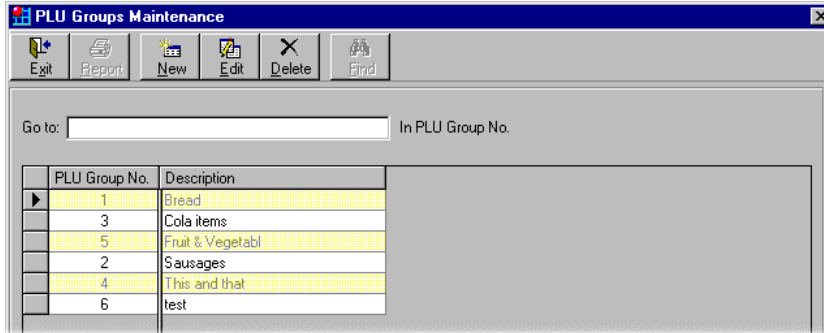 PLU Groups Maintenance
Exit Report New Edit Delete Find
Go to: In PLU Group No.
PLU Group No. Description
1 Bread
3 Cola items
5 Fruit & Vegetabl
2 Sausages
4 This and that
6 test